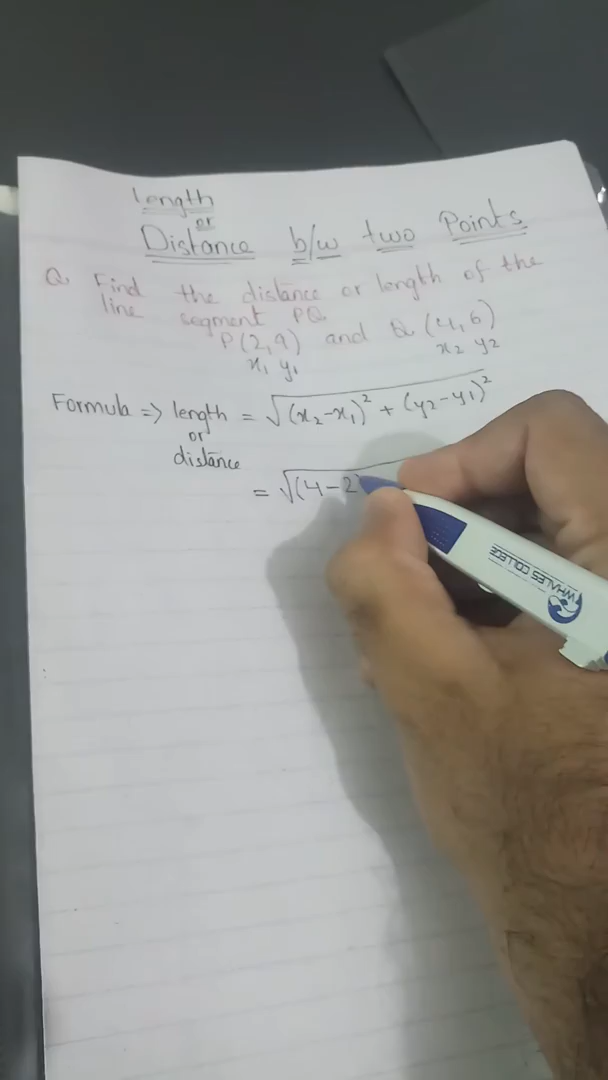 Length
or
Distance b/w two Points
Q Find the distance or length of the
line segment PQ
P(2,9) and Q (4,6)
x₁ y₁ x₂ y₂
Formula => length = √(x₂-x₁)² + (y₂-y₁)²
or
distance
= √(4-2)
WHALES COLLEGE